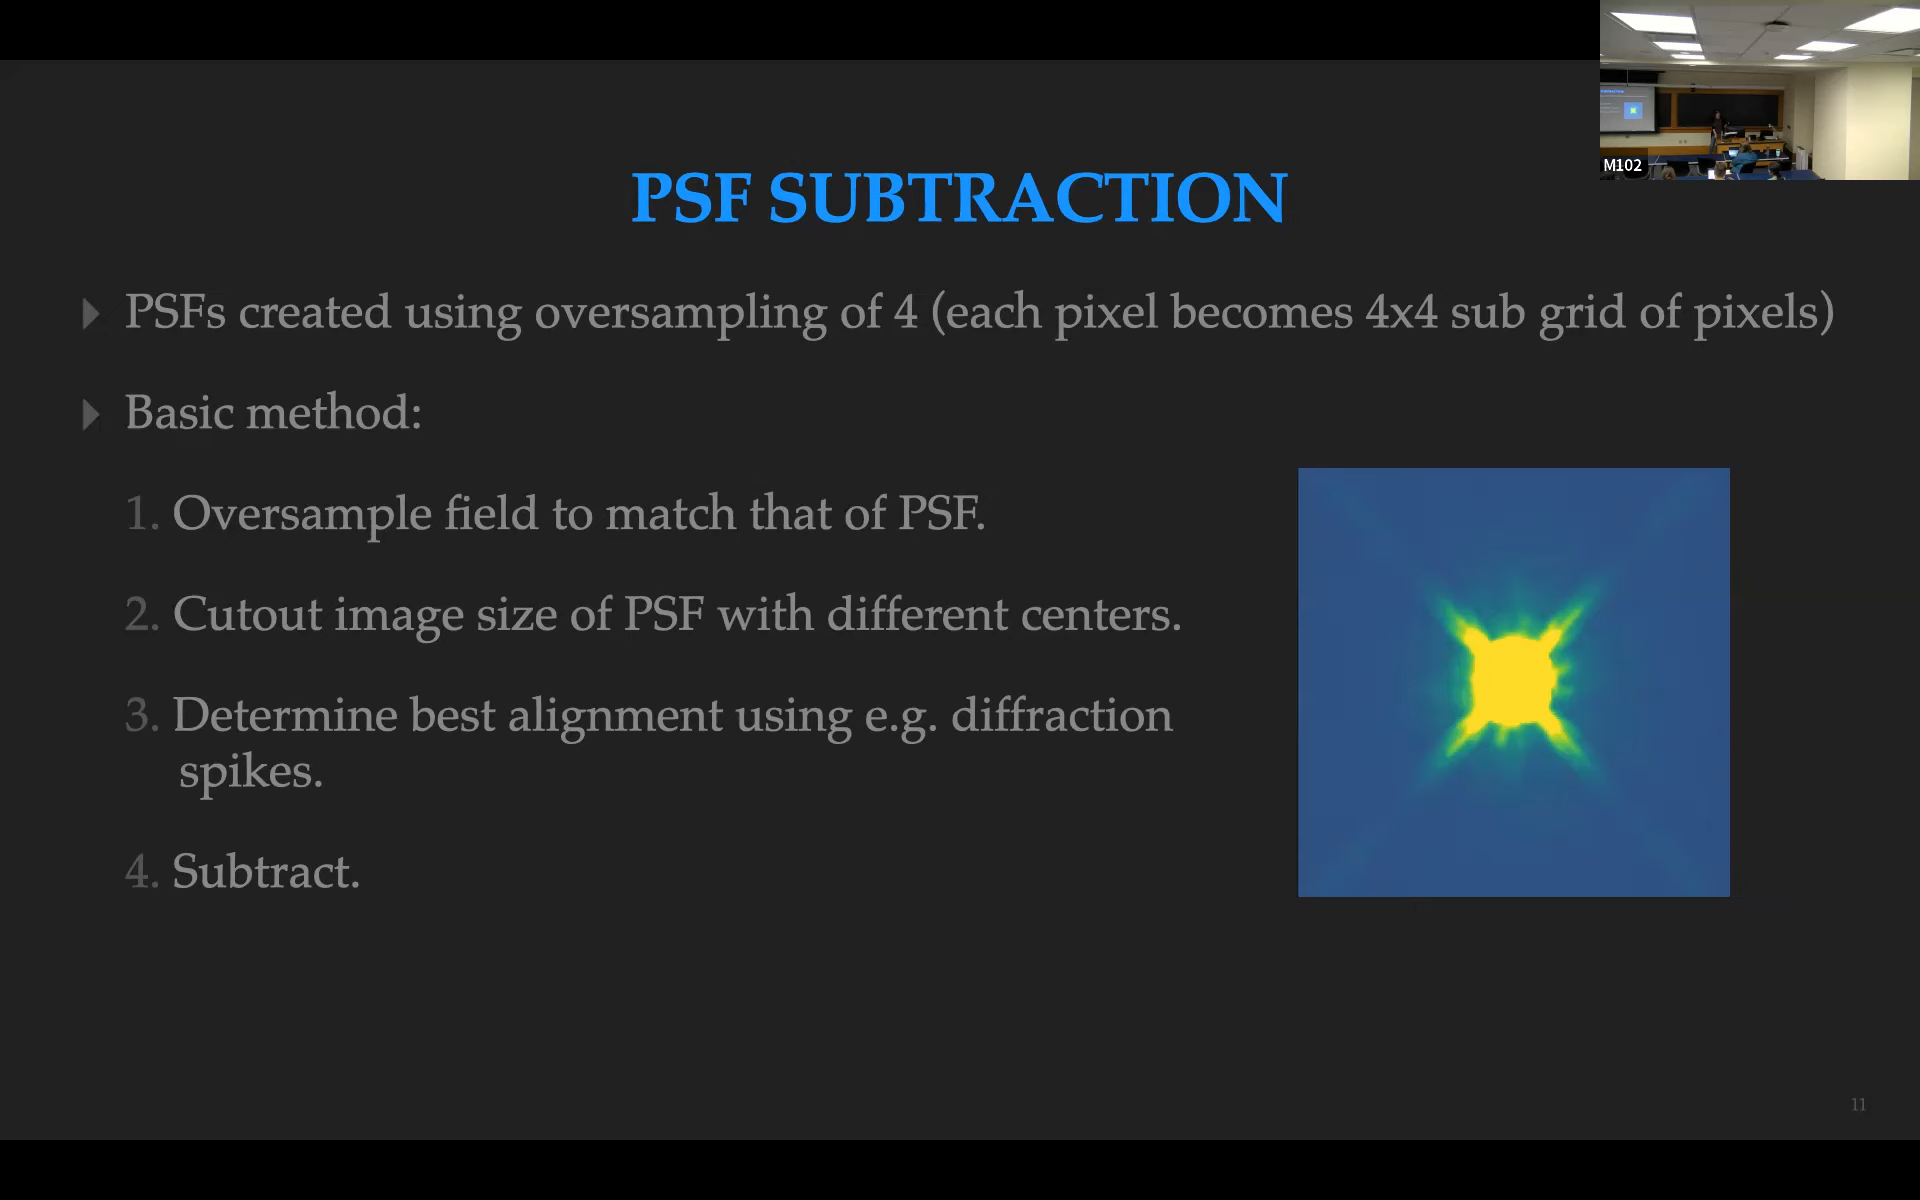 M102
PSF SUBTRACTION
PSFs created using oversampling of 4 (each pixel becomes 4x4 sub grid of pixels)
Basic method:
1. Oversample field to match that of PSF.
2. Cutout image size of PSF with different centers.
3. Determine best alignment using e.g. diffraction
spikes.
4. Subtract.
11